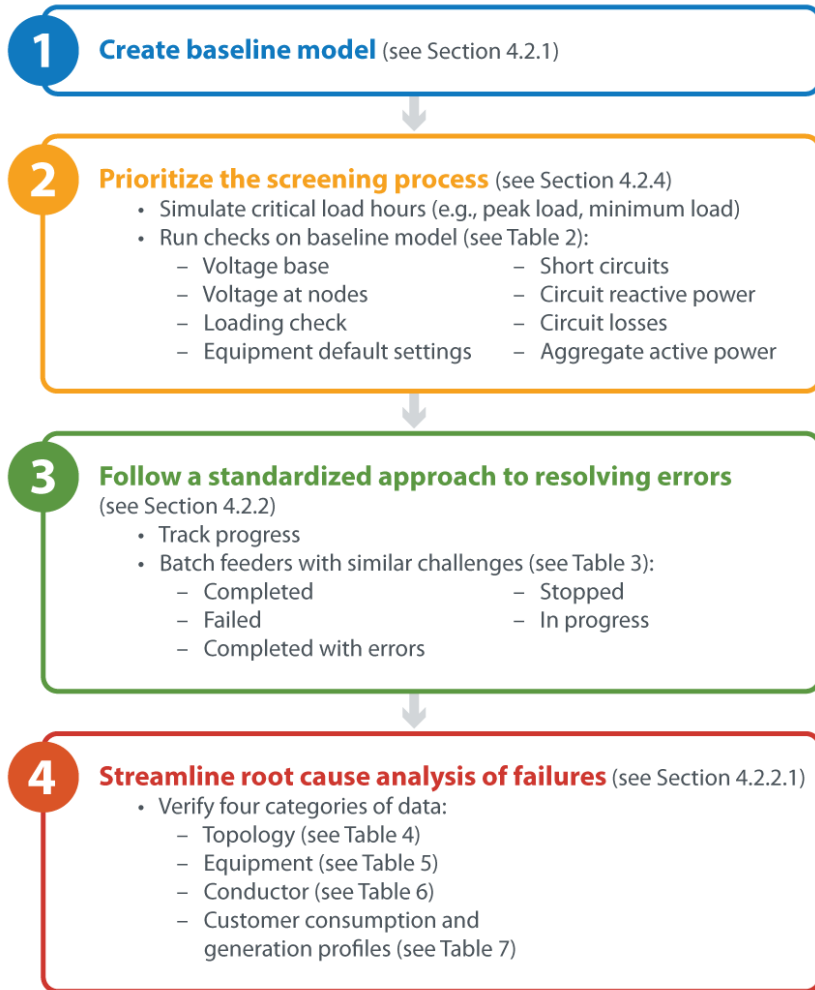 1
Create baseline model (see Section 4.2.1)
2
Prioritize the screening process (see Section 4.2.4)
• Simulate critical load hours (e.g., peak load, minimum load)
• Run checks on baseline model (see Table 2):
– Voltage base
– Voltage at nodes
– Loading check
– Equipment default settings
– Short circuits
– Circuit reactive power
– Circuit losses
– Aggregate active power
3
Follow a standardized approach to resolving errors
(see Section 4.2.2)
• Track progress
• Batch feeders with similar challenges (see Table 3):
– Completed
– Failed
– Completed with errors
– Stopped
– In progress
4
Streamline root cause analysis of failures (see Section 4.2.2.1)
• Verify four categories of data:
– Topology (see Table 4)
– Equipment (see Table 5)
– Conductor (see Table 6)
– Customer consumption and
generation profiles (see Table 7)